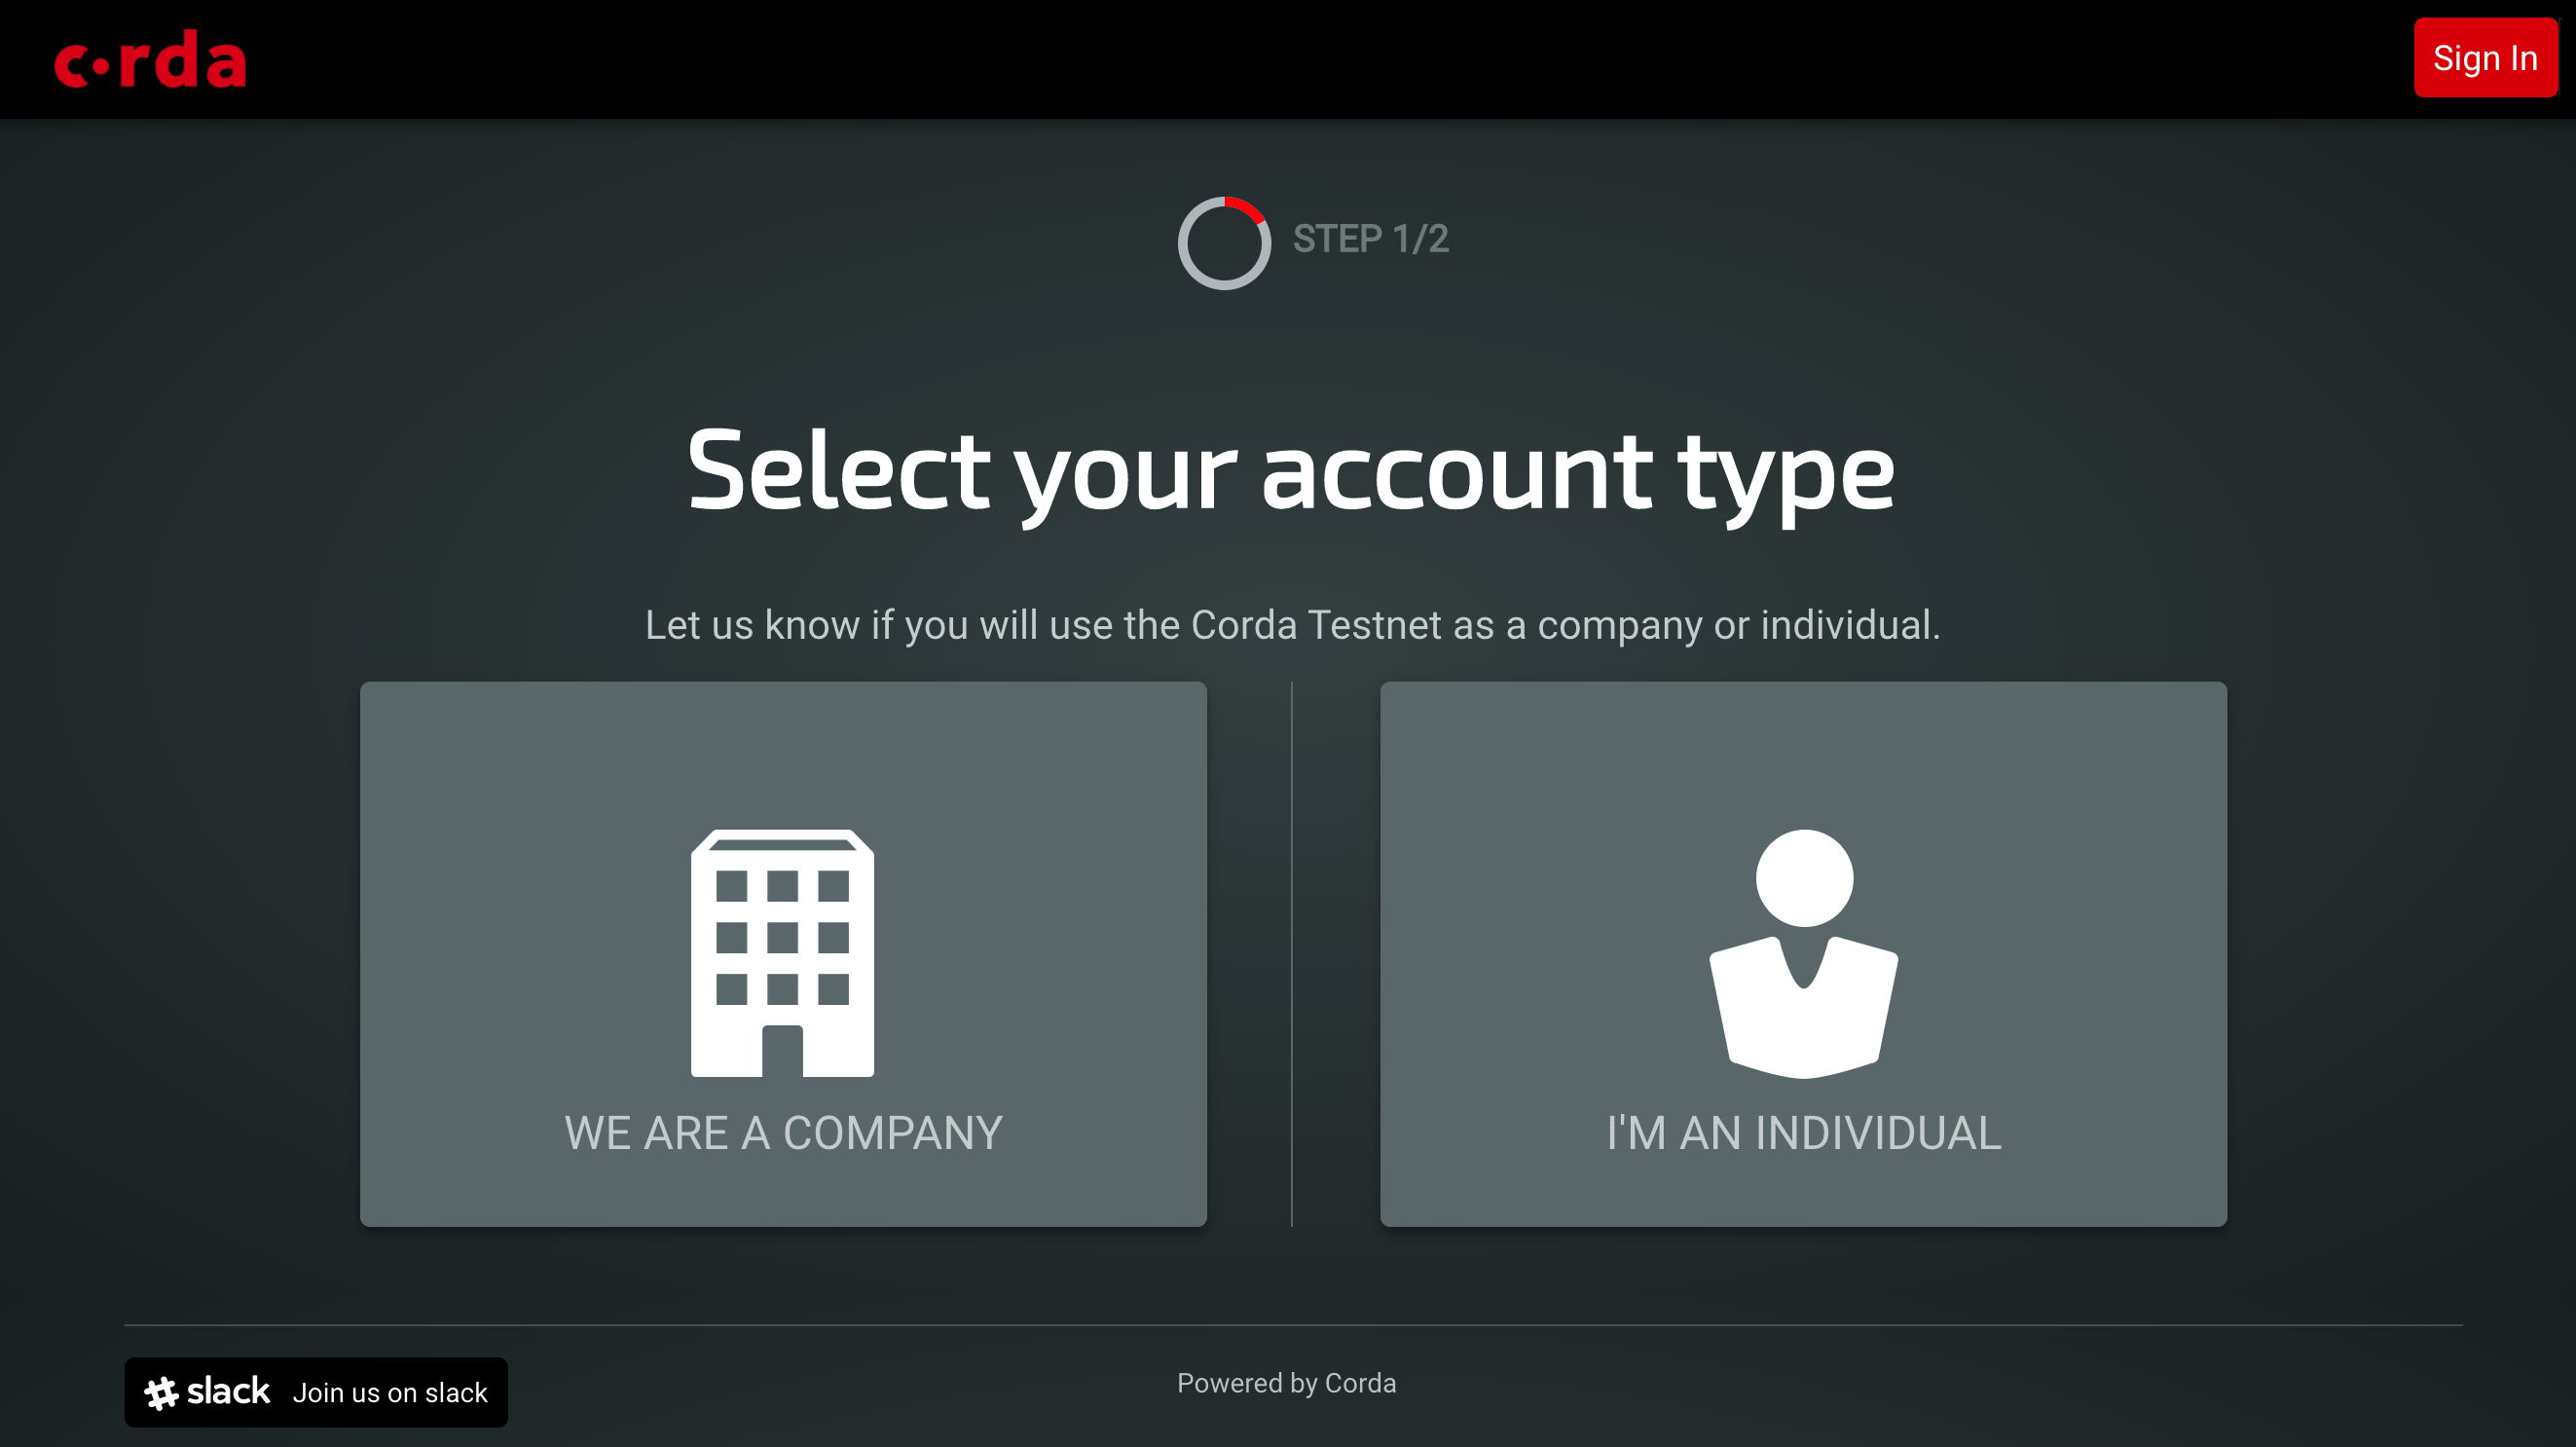 corda
Sign In
STEP 1/2
Select your account type
Let us know if you will use the Corda Testnet as a company or individual.
WE ARE A COMPANY
I'M AN INDIVIDUAL
slack Join us on slack
Powered by Corda